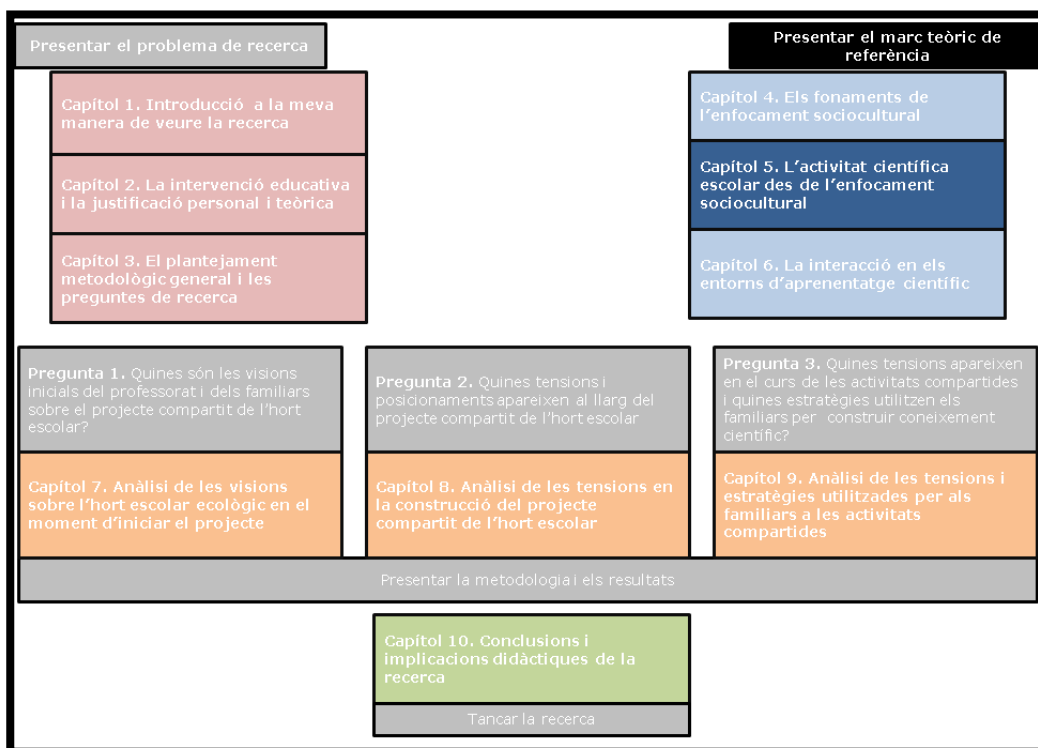 Presentar el problema de recerca
Presentar el marc teòric de
referència
Capítol 1. Introducció a la meva
manera de veure la recerca
Capítol 2. La intervenció educativa
i la justificació personal i teòrica
Capítol 3. El plantejament
metodològic general i les
preguntes de recerca
Capítol 4. Els fonaments de
l'enfocament sociocultural
Capítol 5. L'activitat científica
escolar des de l'enfocament
sociocultural
Capítol 6. La interacció en els
entorns d'aprenentatge científic
Pregunta 1. Quines són les visions
inicials del professorat i dels familiars
sobre el projecte compartit de l'hort
escolar?
Pregunta 2. Quines tensions i
posicionaments apareixen al llarg del
projecte compartit de l'hort escolar
Pregunta 3. Quines tensions apareixen
en el curs de les activitats compartides
i quines estratègies utilitzen els
familiars per construir coneixement
científic?
Capítol 7. Anàlisi de les visions
sobre l'hort escolar ecològic en el
moment d'iniciar el projecte
Capítol 8. Anàlisi de les tensions en
la construcció del projecte
compartit de l'hort escolar
Capítol 9. Anàlisi de les tensions i
estratègies utilitzades per als
familiars a les activitats
compartides
Presentar la metodologia i els resultats
Capítol 10. Conclusions i
implicacions didàctiques de la
recerca
Tancar la recerca